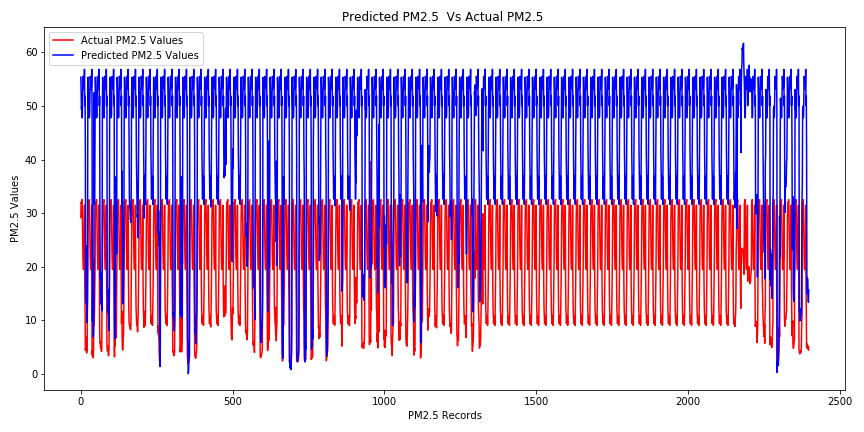 Predicted PM2.5  Vs Actual PM2.5
Actual PM2.5 Values
Predicted PM2.5 Values
PM2.5 Values
60
50
40
30
20
10
0
0
500
1000
1500
2000
2500
PM2.5 Records